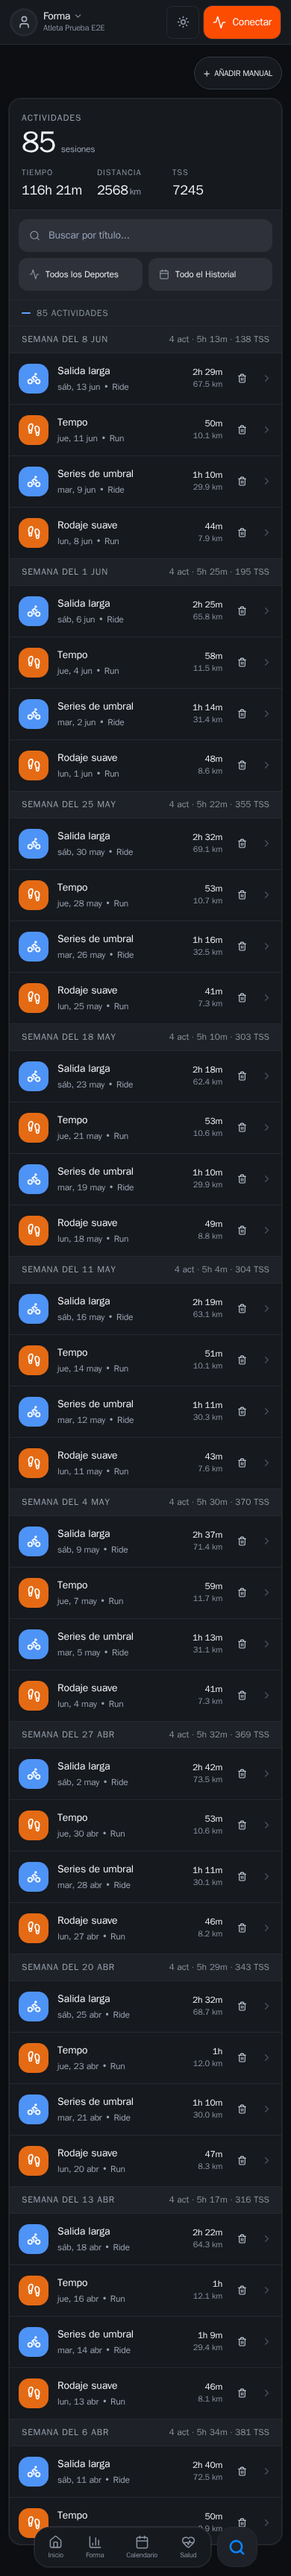 Forma
Atleta Prueba E2E
Conectar
+ AÑADIR MANUAL
ACTIVIDADES
85 sesiones
TIEMPO DISTANCIA TSS
116h 21m 2568 km 7245
Buscar por título...
Todos los Deportes Todo el Historial
85 ACTIVIDADES
SEMANA DEL 8 JUN 4 act · 5h 13m · 138 TSS
Salida larga 2h 29m
sáb, 13 jun • Ride 67.5 km
Tempo 50m
jue, 11 jun • Run 10.1 km
Series de umbral 1h 10m
mar, 9 jun • Ride 29.9 km
Rodaje suave 44m
lun, 8 jun • Run 7.9 km
SEMANA DEL 1 JUN 4 act · 5h 25m · 195 TSS
Salida larga 2h 25m
sáb, 6 jun • Ride 65.8 km
Tempo 58m
jue, 4 jun • Run 11.5 km
Series de umbral 1h 14m
mar, 2 jun • Ride 31.4 km
Rodaje suave 48m
lun, 1 jun • Run 8.6 km
SEMANA DEL 25 MAY 4 act · 5h 22m · 355 TSS
Salida larga 2h 32m
sáb, 30 may • Ride 69.1 km
Tempo 53m
jue, 28 may • Run 10.7 km
Series de umbral 1h 16m
mar, 26 may • Ride 32.5 km
Rodaje suave 41m
lun, 25 may • Run 7.3 km
SEMANA DEL 18 MAY 4 act · 5h 10m · 303 TSS
Salida larga 2h 18m
sáb, 23 may • Ride 62.4 km
Tempo 53m
jue, 21 may • Run 10.6 km
Series de umbral 1h 10m
mar, 19 may • Ride 29.9 km
Rodaje suave 49m
lun, 18 may • Run 8.8 km
SEMANA DEL 11 MAY 4 act · 5h 4m · 304 TSS
Salida larga 2h 19m
sáb, 16 may • Ride 63.1 km
Tempo 51m
jue, 14 may • Run 10.1 km
Series de umbral 1h 11m
mar, 12 may • Ride 30.3 km
Rodaje suave 43m
lun, 11 may • Run 7.6 km
SEMANA DEL 4 MAY 4 act · 5h 30m · 370 TSS
Salida larga 2h 37m
sáb, 9 may • Ride 71.4 km
Tempo 59m
jue, 7 may • Run 11.7 km
Series de umbral 1h 13m
mar, 5 may • Ride 31.1 km
Rodaje suave 41m
lun, 4 may • Run 7.3 km
SEMANA DEL 27 ABR 4 act · 5h 32m · 369 TSS
Salida larga 2h 42m
sáb, 2 may • Ride 73.5 km
Tempo 53m
jue, 30 abr • Run 10.6 km
Series de umbral 1h 11m
mar, 28 abr • Ride 30.1 km
Rodaje suave 46m
lun, 27 abr • Run 8.2 km
SEMANA DEL 20 ABR 4 act · 5h 29m · 343 TSS
Salida larga 2h 32m
sáb, 25 abr • Ride 68.7 km
Tempo 1h
jue, 23 abr • Run 12.0 km
Series de umbral 1h 10m
mar, 21 abr • Ride 30.0 km
Rodaje suave 47m
lun, 20 abr • Run 8.3 km
SEMANA DEL 13 ABR 4 act · 5h 17m · 316 TSS
Salida larga 2h 22m
sáb, 18 abr • Ride 64.3 km
Tempo 1h
jue, 16 abr • Run 12.1 km
Series de umbral 1h 9m
mar, 14 abr • Ride 29.4 km
Rodaje suave 46m
lun, 13 abr • Run 8.1 km
SEMANA DEL 6 ABR 4 act · 5h 34m · 381 TSS
Salida larga 2h 40m
sáb, 11 abr • Ride 72.5 km
Tempo 50m
km
Inicio Forma Calendario Salud